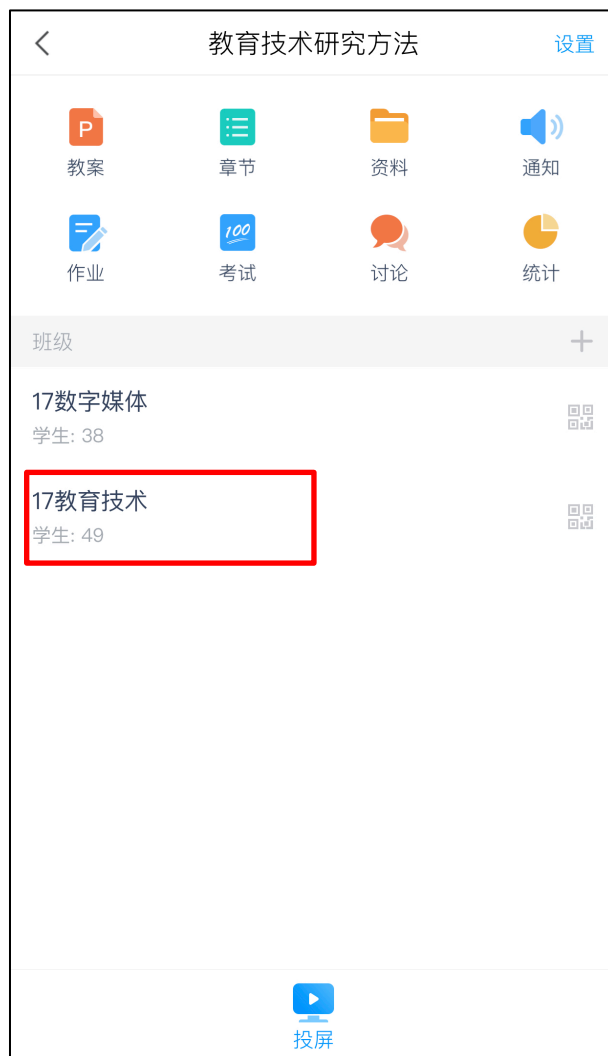 教育技术研究方法 设置
P
教案 章节 资料 通知
100
作业 考试 讨论 统计
班级
17数字媒体
学生: 38
17教育技术
学生: 49
投屏